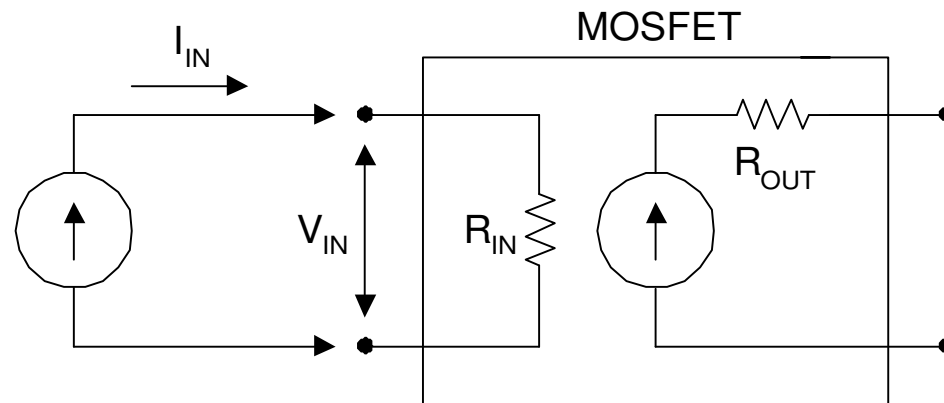 MOSFET
I_IN
V_IN
R_IN
R_OUT